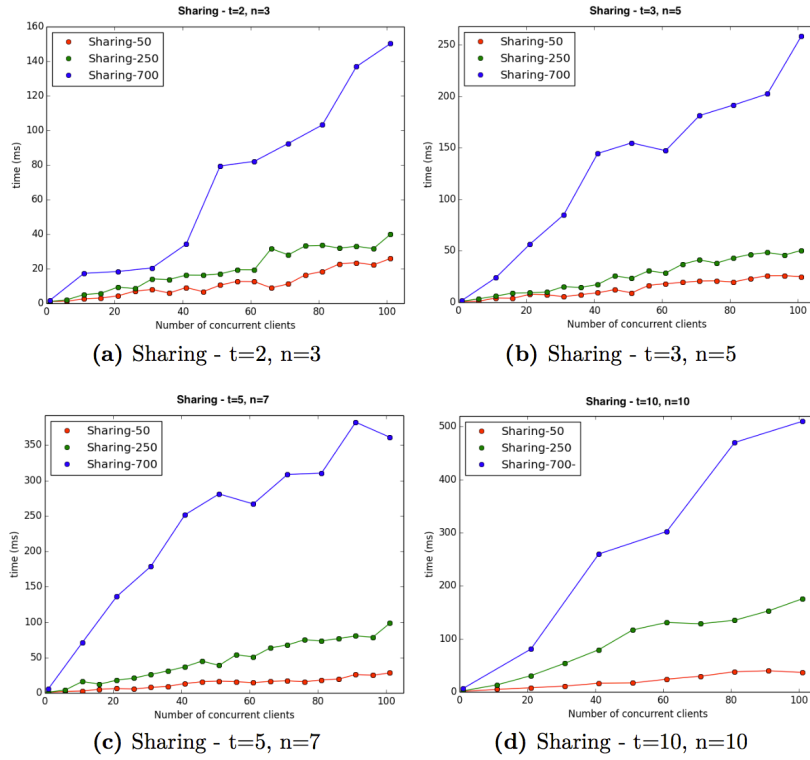 Sharing - t=2, n=3
160
140
120
100
80
60
40
20
0
time (ms)
Sharing-50
Sharing-250
Sharing-700
0 20 40 60 80 100
Number of concurrent clients
(a) Sharing - t=2, n=3
Sharing - t=3, n=5
250
200
150
100
50
0
time (ms)
Sharing-50
Sharing-250
Sharing-700
0 20 40 60 80 100
Number of concurrent clients
(b) Sharing - t=3, n=5
Sharing - t=5, n=7
350
300
250
200
150
100
50
0
time (ms)
Sharing-50
Sharing-250
Sharing-700
0 20 40 60 80 100
Number of concurrent clients
(c) Sharing - t=5, n=7
Sharing - t=10, n=10
500
400
300
200
100
0
time (ms)
Sharing-50
Sharing-250
Sharing-700-
0 20 40 60 80 100
Number of concurrent clients
(d) Sharing - t=10, n=10